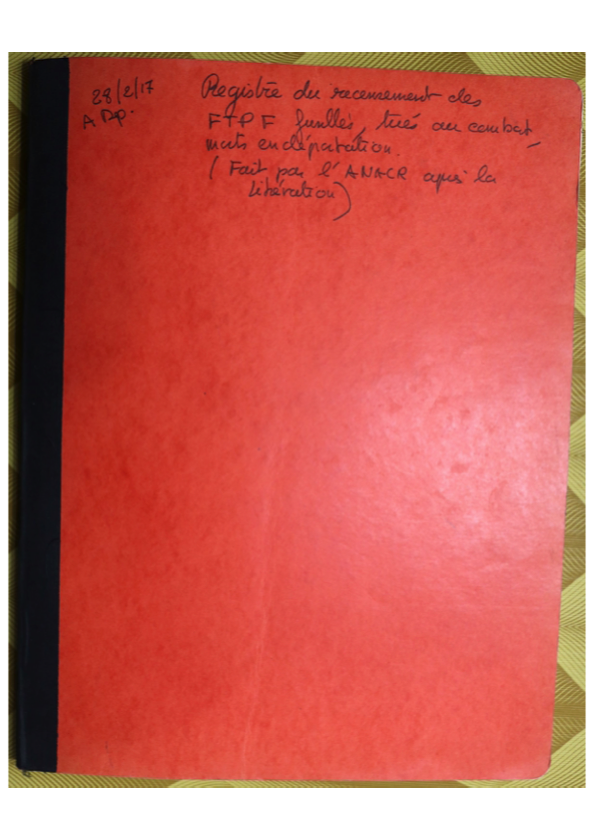 28/2/17
A Dp.
Registre du recensement des
FTPF fusillés, tués au combat,
morts en déportation.
(Fait par l'ANACR après la
libération)